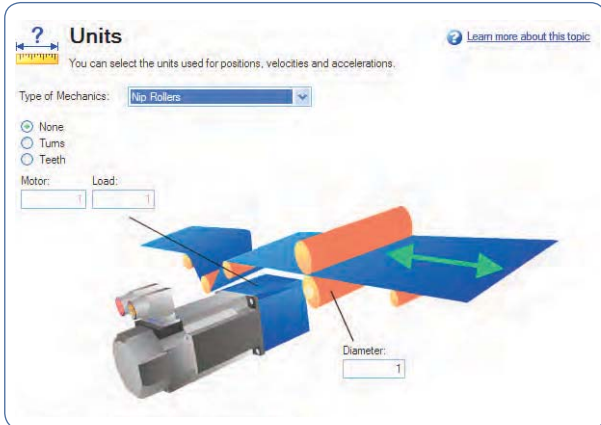 ?
Units
? Learn more about this topic
You can select the units used for positions, velocities and accelerations.
Type of Mechanics: Nip Rollers
None
Turns
Teeth
Motor: Load:
1 1
Diameter:
1